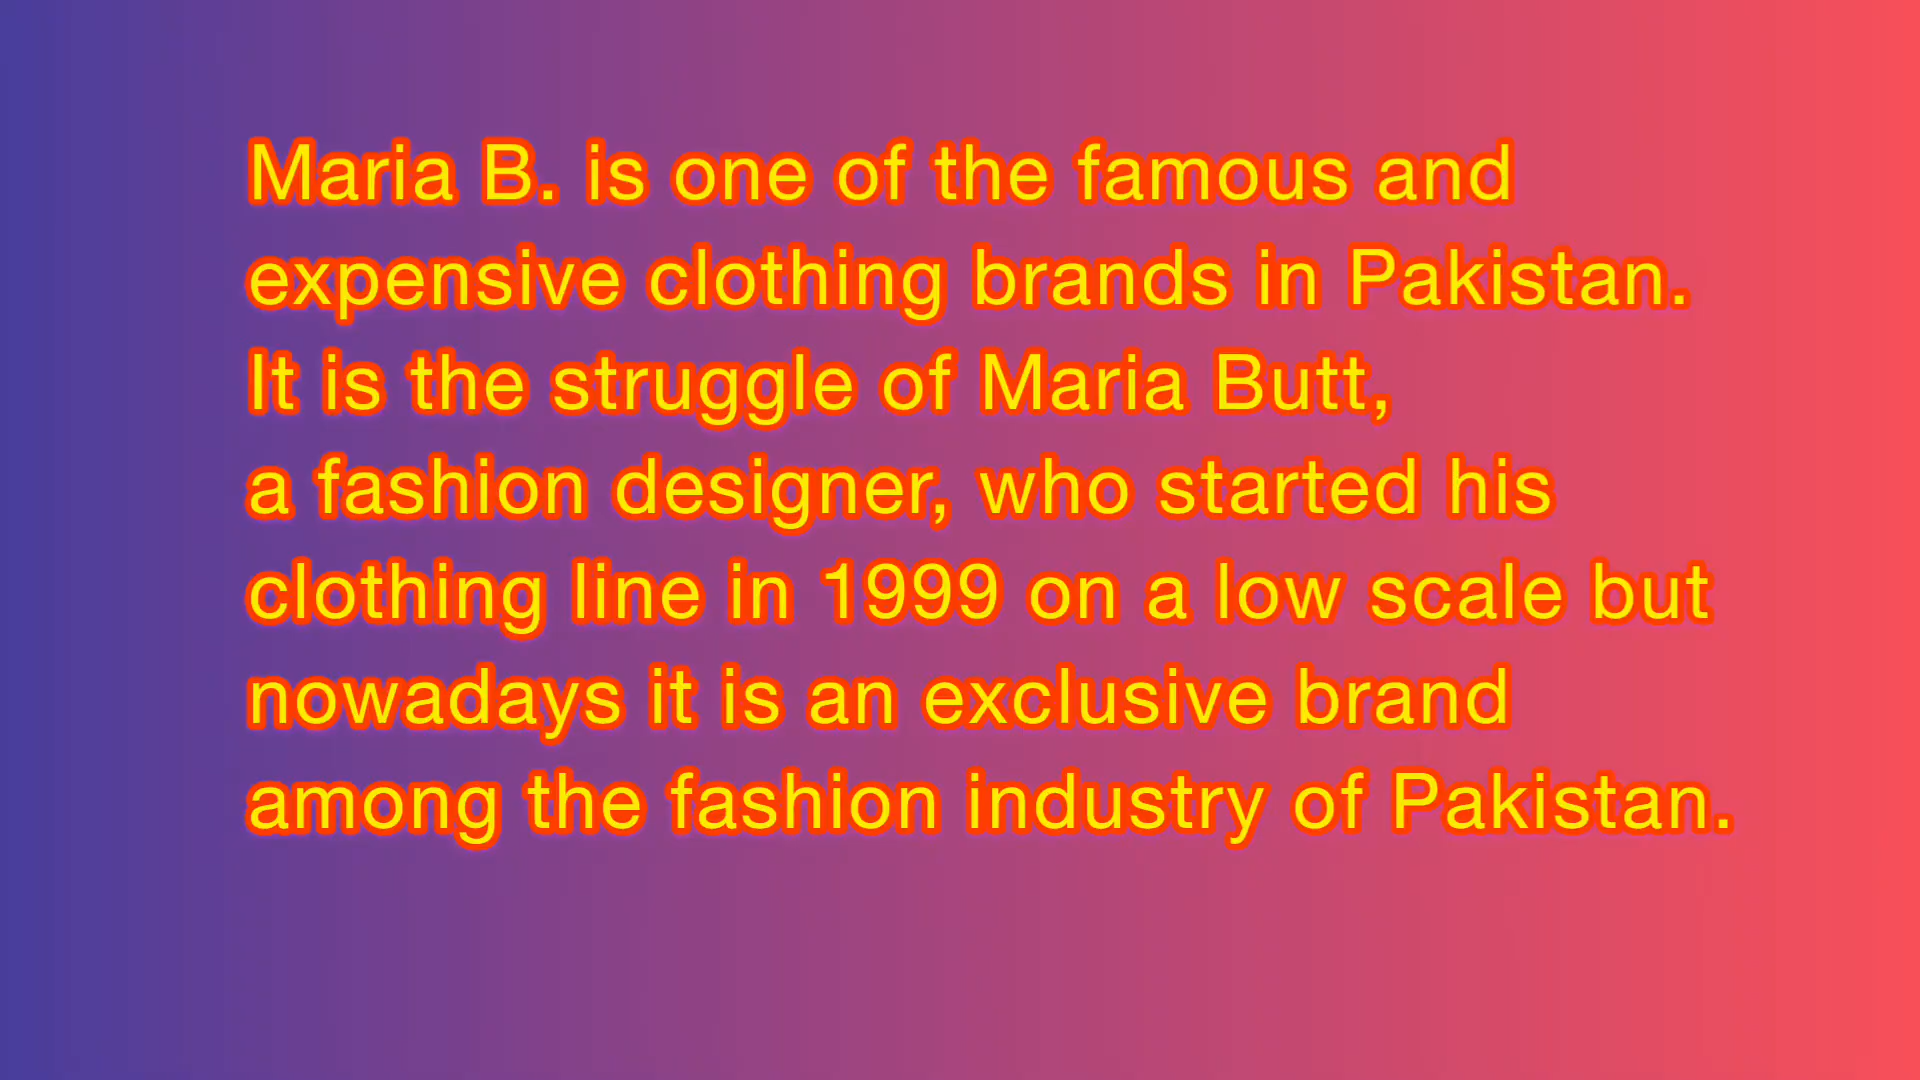 Maria B. is one of the famous and
expensive clothing brands in Pakistan.
It is the struggle of Maria Butt,
a fashion designer, who started his
clothing line in 1999 on a low scale but
nowadays it is an exclusive brand
among the fashion industry of Pakistan.